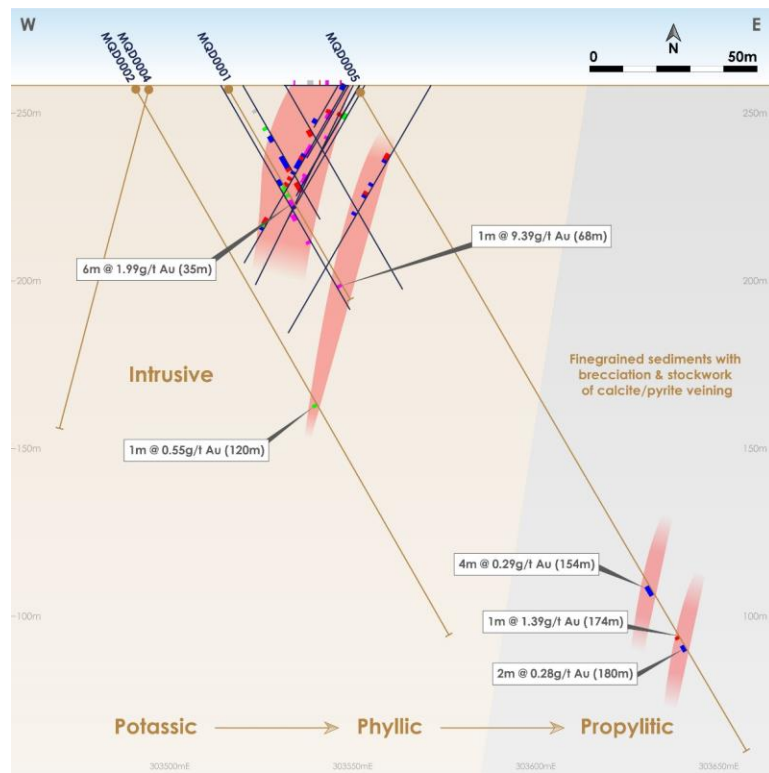 W
E
MQD0002
MQD0004
MQD0001
MQD0005
N
0
50m
250m
250m
1m @ 9.39g/t Au (68m)
6m @ 1.99g/t Au (35m)
200m
200m
Intrusive
Finegrained sediments with
brecciation & stockwork
of calcite/pyrite veining
1m @ 0.55g/t Au (120m)
150m
150m
4m @ 0.29g/t Au (154m)
100m
100m
1m @ 1.39g/t Au (174m)
2m @ 0.28g/t Au (180m)
Potassic
Phyllic
Propylitic
303500mE
303550mE
303600mE
303650mE